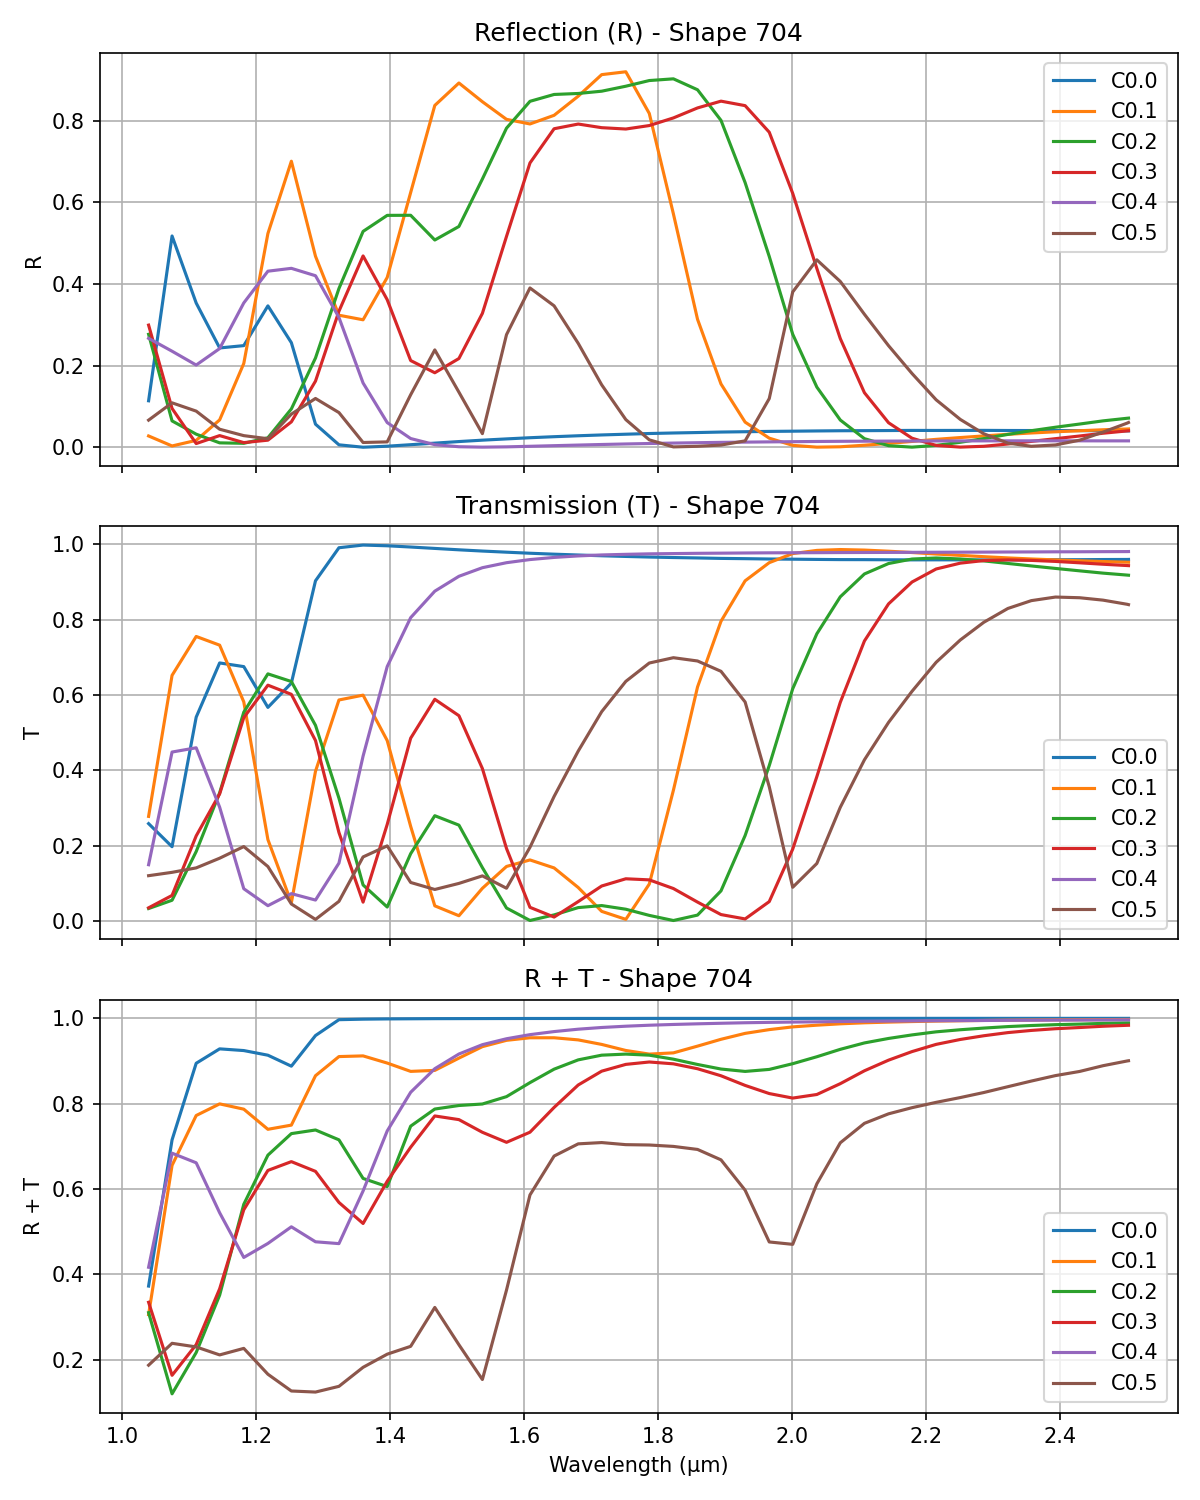 Reflection (R) - Shape 704
R
0.8
0.6
0.4
0.2
0.0
C0.0
C0.1
C0.2
C0.3
C0.4
C0.5
Transmission (T) - Shape 704
T
1.0
0.8
0.6
0.4
0.2
0.0
C0.0
C0.1
C0.2
C0.3
C0.4
C0.5
R + T - Shape 704
R + T
1.0
0.8
0.6
0.4
0.2
C0.0
C0.1
C0.2
C0.3
C0.4
C0.5
1.0 1.2 1.4 1.6 1.8 2.0 2.2 2.4
Wavelength (μm)